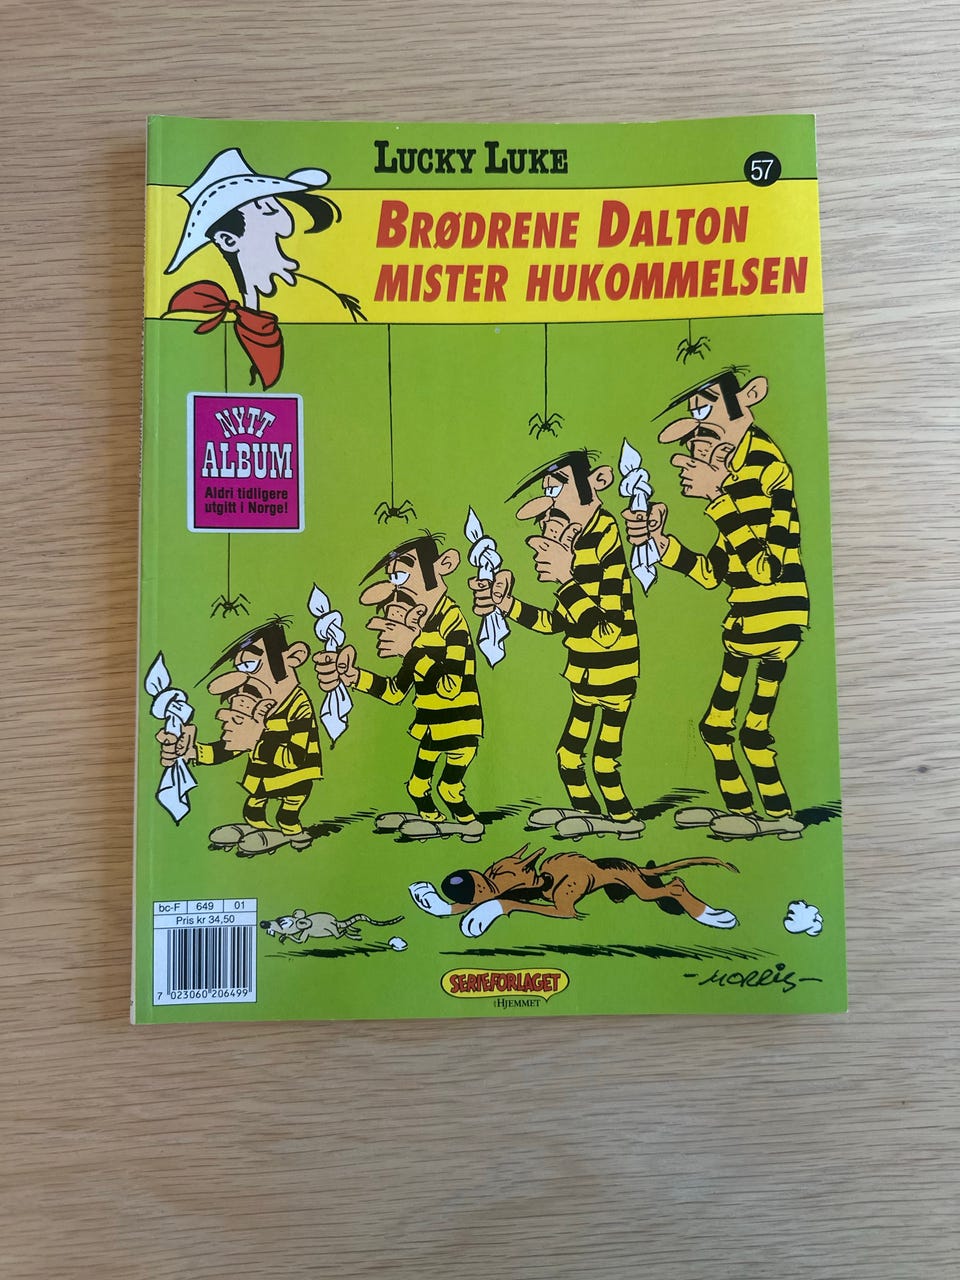 LUCKY LUKE
57
BRØDRENE DALTON
MISTER HUKOMMELSEN
NYTT
ALBUM
Aldri tidligere
utgitt i Norge!
bc-F 649 01
Pris kr 34,50
7 023060 206499
SERIEFORLAGET
HJEMMET
-MORRIS-